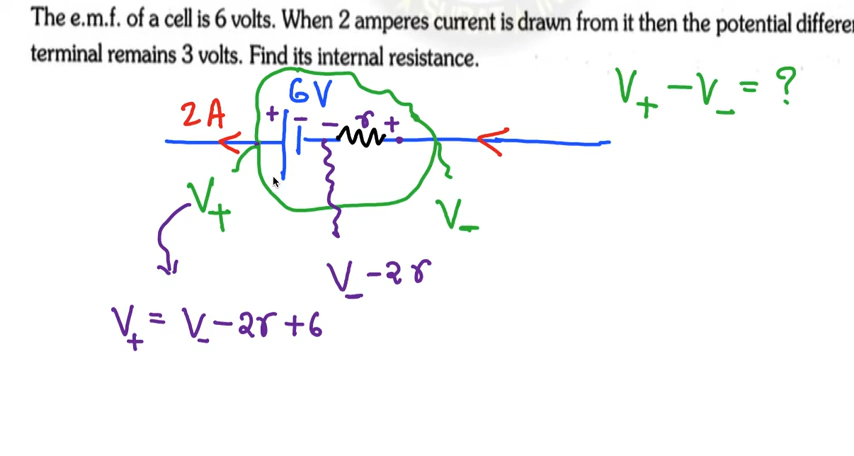 The e.m.f. of a cell is 6 volts. When 2 amperes current is drawn from it then the potential differe
terminal remains 3 volts. Find its internal resistance.
V₊ - V₋ = ?
6V
2A
+ - - r +
V₊
V₋
V₋ - 2r
V₊ = V₋ - 2r + 6